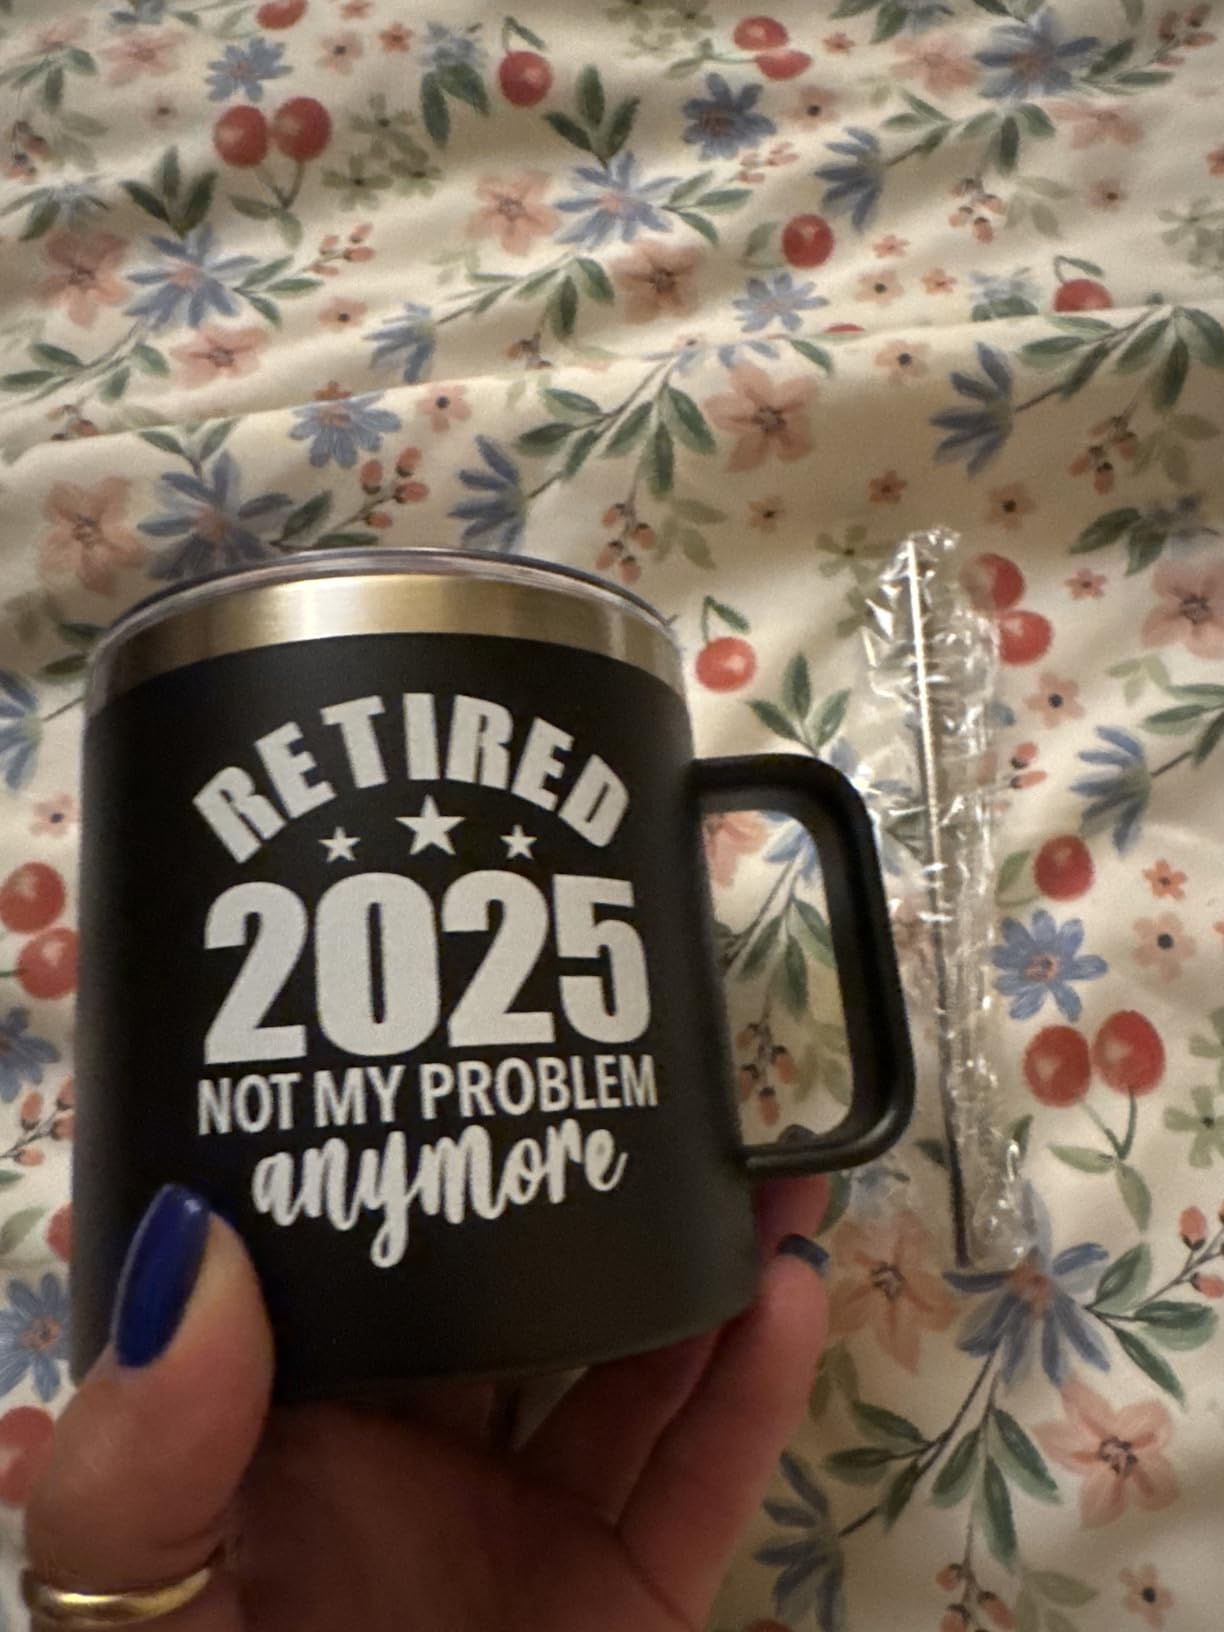 RETIRED
2025
NOT MY PROBLEM
anymore